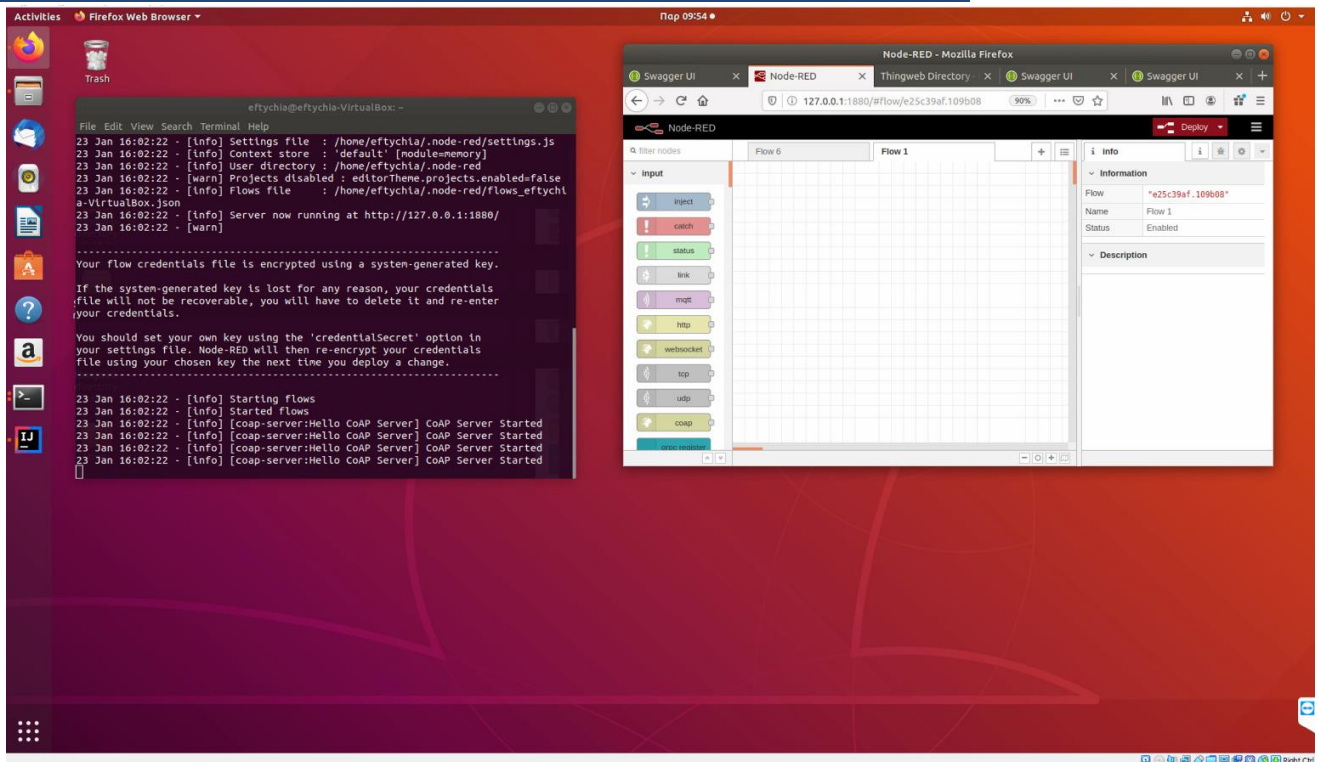 Activities Firefox Web Browser
Παρ 09:54
Trash
eftychia@eftychia-VirtualBox: ~
File Edit View Search Terminal Help
23 Jan 16:02:22 - [info] Settings file : /home/eftychia/.node-red/settings.js
23 Jan 16:02:22 - [info] Context store : 'default' [module=memory]
23 Jan 16:02:22 - [info] User directory : /home/eftychia/.node-red
23 Jan 16:02:22 - [warn] Projects disabled : editorTheme.projects.enabled=false
23 Jan 16:02:22 - [info] Flows file : /home/eftychia/.node-red/flows_eftychi
a-VirtualBox.json
23 Jan 16:02:22 - [info] Server now running at http://127.0.0.1:1880/
23 Jan 16:02:22 - [warn]
---------------------------------------------------------------------
Your flow credentials file is encrypted using a system-generated key.
If the system-generated key is lost for any reason, your credentials
file will not be recoverable, you will have to delete it and re-enter
your credentials.
You should set your own key using the 'credentialSecret' option in
your settings file. Node-RED will then re-encrypt your credentials
file using your chosen key the next time you deploy a change.
---------------------------------------------------------------------
23 Jan 16:02:22 - [info] Starting flows
23 Jan 16:02:22 - [info] Started flows
23 Jan 16:02:22 - [info] [coap-server:Hello CoAP Server] CoAP Server Started
23 Jan 16:02:22 - [info] [coap-server:Hello CoAP Server] CoAP Server Started
23 Jan 16:02:22 - [info] [coap-server:Hello CoAP Server] CoAP Server Started
23 Jan 16:02:22 - [info] [coap-server:Hello CoAP Server] CoAP Server Started
Node-RED - Mozilla Firefox
Swagger UI Node-RED Thingweb Directory - Swagger UI Swagger UI
127.0.0.1:1880/#flow/e25c39af.109b08 90%
Node-RED Deploy
filter nodes Flow 6 Flow 1 info
input
inject
catch
status
link
mqtt
http
websocket
tcp
udp
coap
Information
Flow "e25c39af.109b08"
Name Flow 1
Status Enabled
Description
Right Ctrl